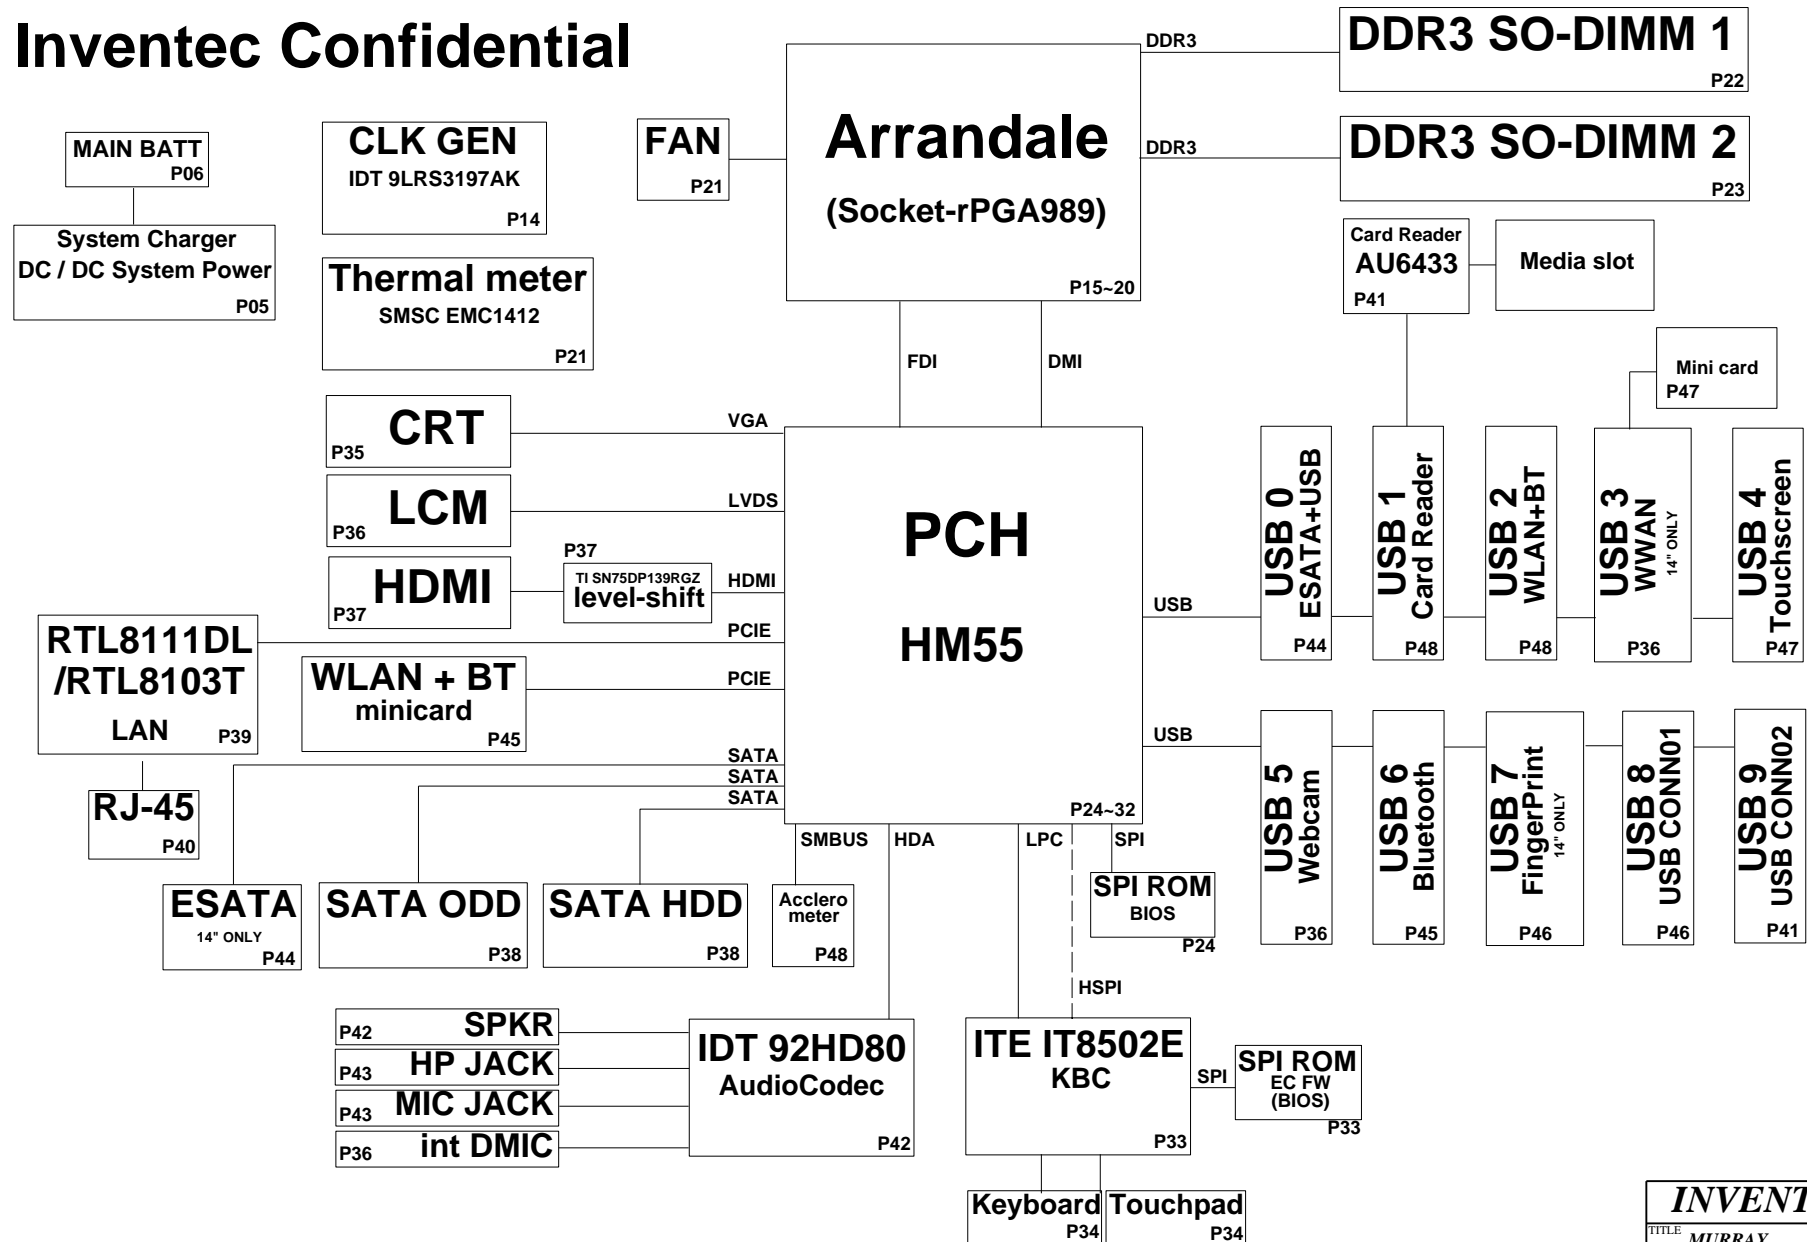 Inventec Confidential
MAIN BATT
P06
System Charger
DC / DC System Power
P05
CLK GEN
IDT 9LRS3197AK
P14
Thermal meter
SMSC EMC1412
P21
FAN
P21
Arrandale
(Socket-rPGA989)
P15~20
DDR3
DDR3 SO-DIMM 1
P22
DDR3
DDR3 SO-DIMM 2
P23
Card Reader
AU6433
P41
Media slot
Mini card
P47
FDI
DMI
CRT
P35
VGA
LCM
P36
LVDS
HDMI
P37
P37
TI SN75DP139RGZ
level-shift
HDMI
RTL8111DL
/RTL8103T
LAN
P39
PCIE
WLAN + BT
minicard
P45
PCIE
RJ-45
P40
SATA
SATA
SATA
PCH
HM55
P24~32
USB
USB 0
ESATA+USB
P44
USB 1
Card Reader
P48
USB 2
WLAN+BT
P48
USB 3
WWAN
14" ONLY
P36
USB 4
Touchscreen
P47
USB
USB 5
Webcam
P36
USB 6
Bluetooth
P45
USB 7
FingerPrint
14" ONLY
P46
USB 8
USB CONN01
P46
USB 9
USB CONN02
P41
SMBUS
HDA
LPC
SPI
ESATA
14" ONLY
P44
SATA ODD
P38
SATA HDD
P38
Acclero
meter
P48
SPI ROM
BIOS
P24
HSPI
P42
SPKR
P43
HP JACK
P43
MIC JACK
P36
int DMIC
IDT 92HD80
AudioCodec
P42
ITE IT8502E
KBC
P33
SPI
SPI ROM
EC FW
(BIOS)
P33
Keyboard
P34
Touchpad
P34
INVENT
TITLE
MURRAY